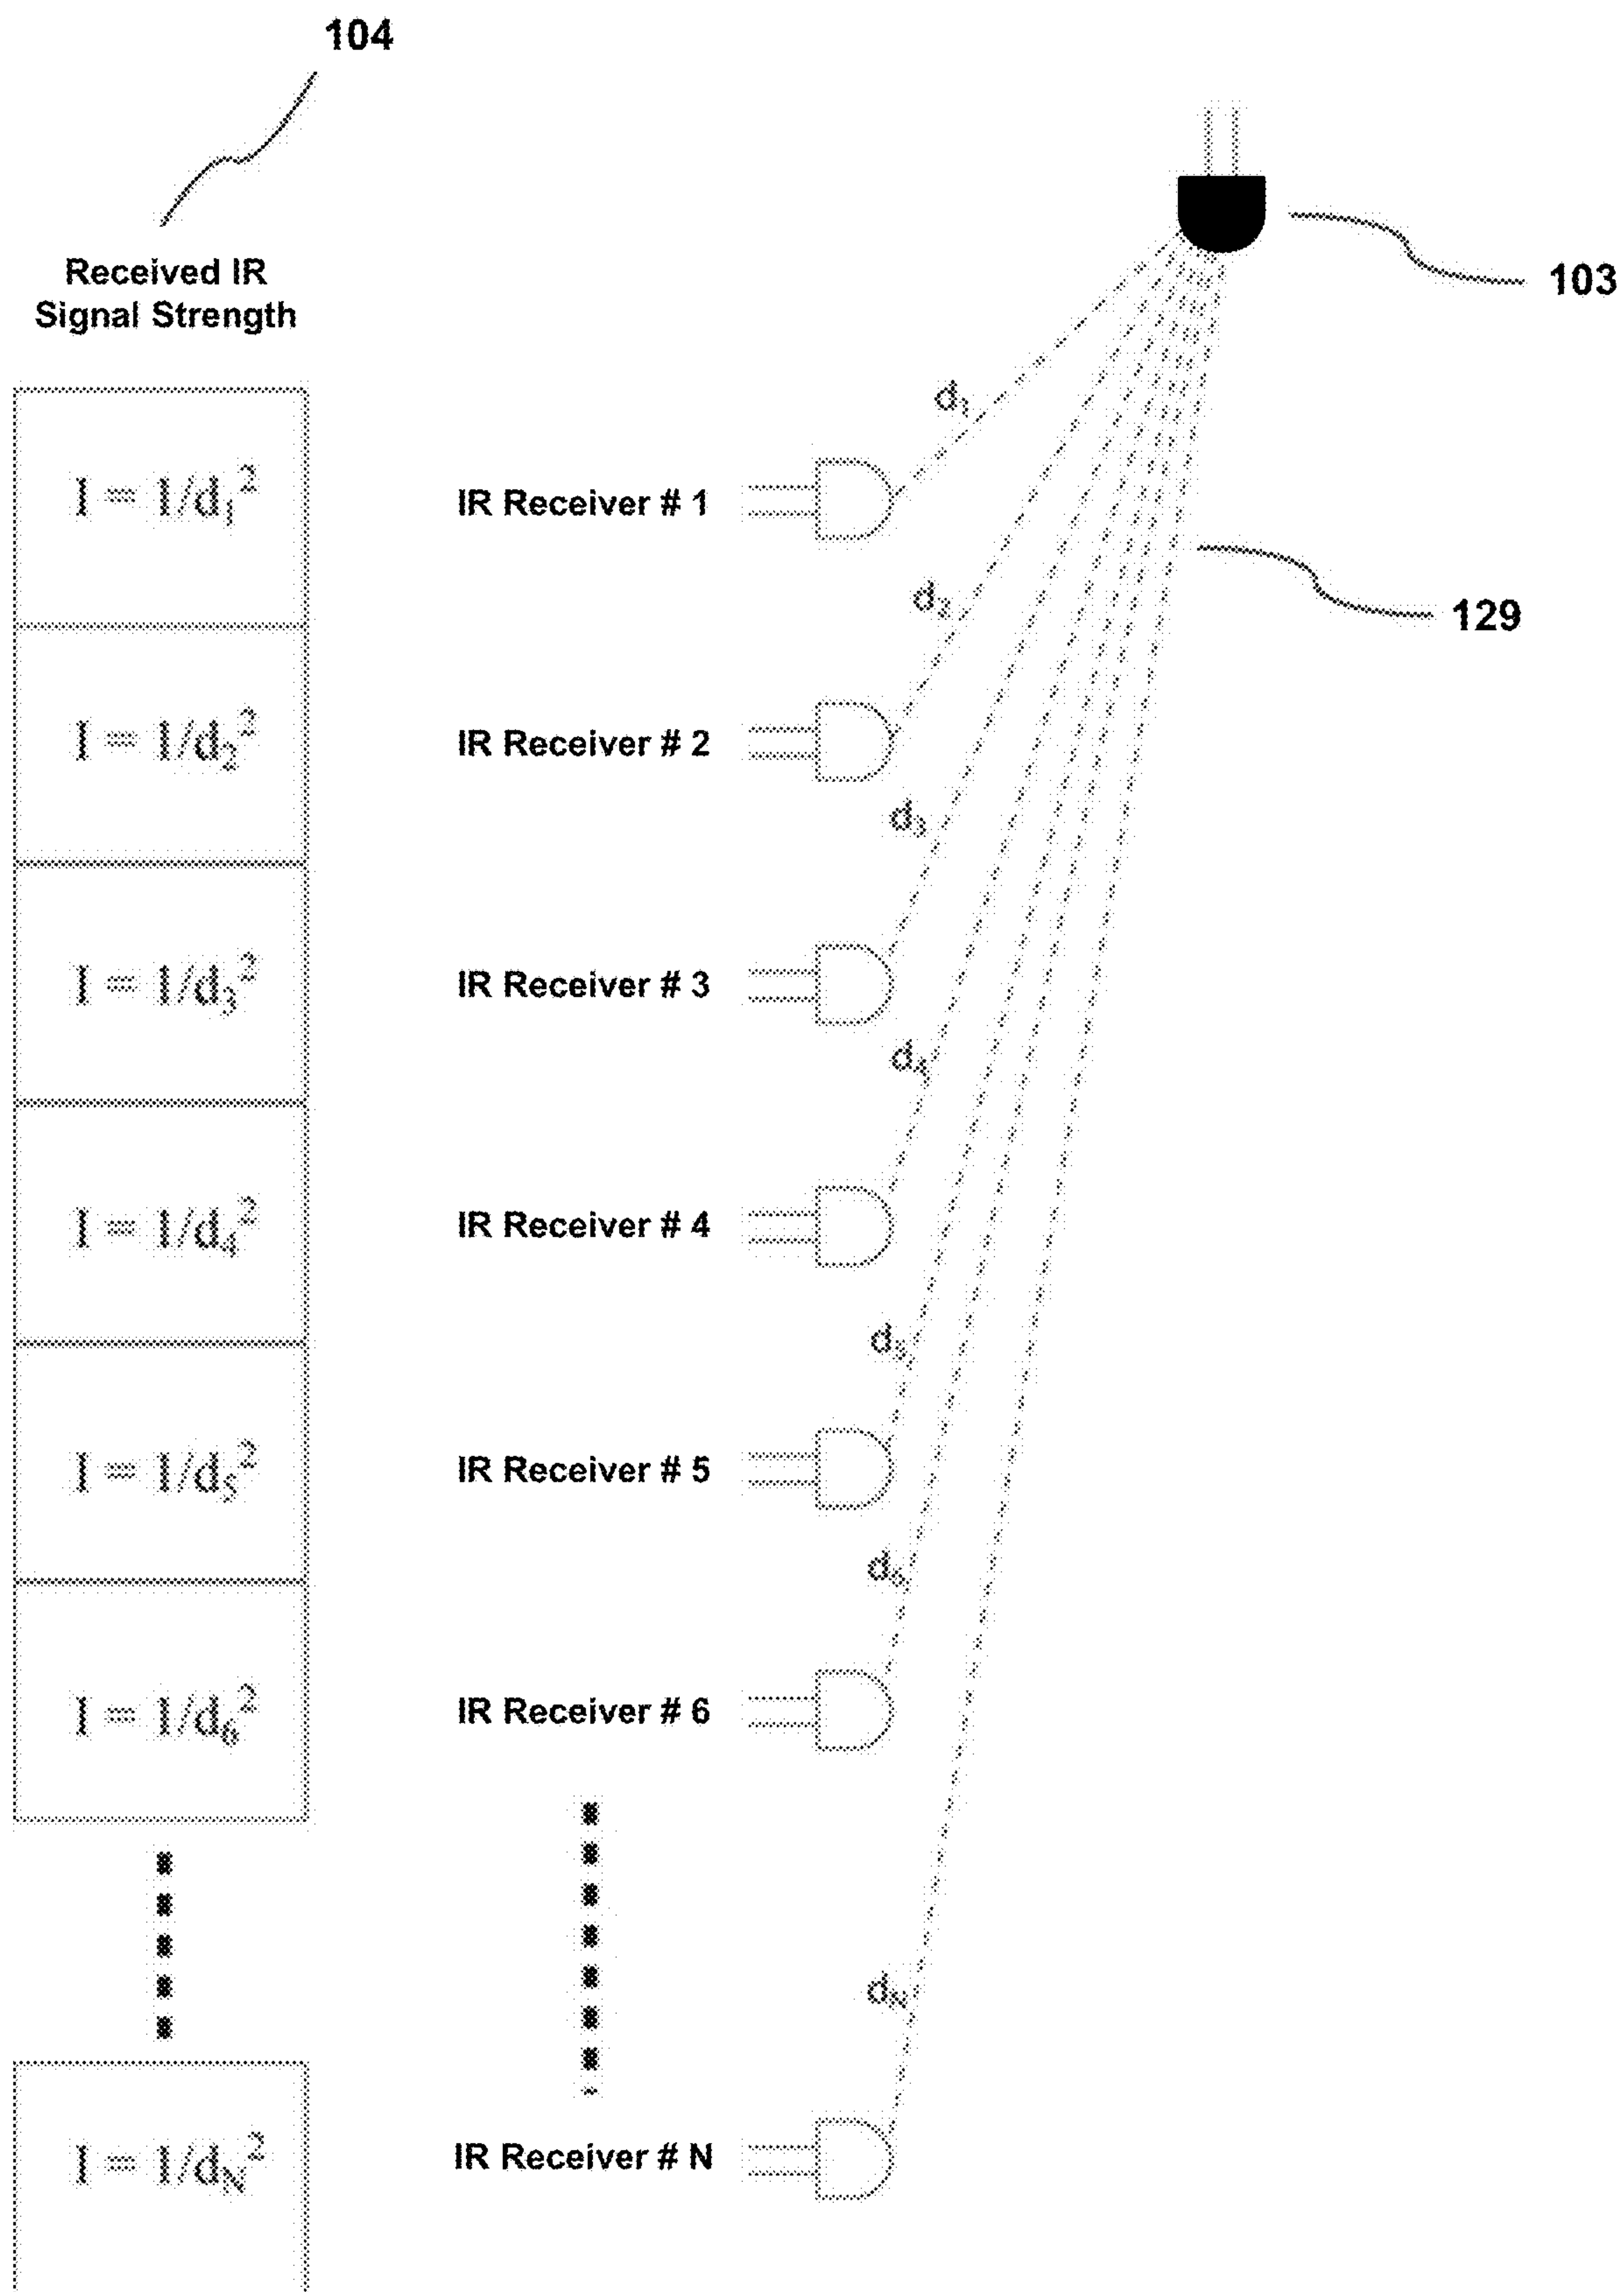 104
103
Received IR
Signal Strength
d₁
I = 1/d₁²
IR Receiver # 1
129
d₂
I = 1/d₂²
IR Receiver # 2
d₃
I = 1/d₃²
IR Receiver # 3
d₄
I = 1/d₄²
IR Receiver # 4
d₅
I = 1/d₅²
IR Receiver # 5
d₆
I = 1/d₆²
IR Receiver # 6
d_N
I = 1/d_N²
IR Receiver # N